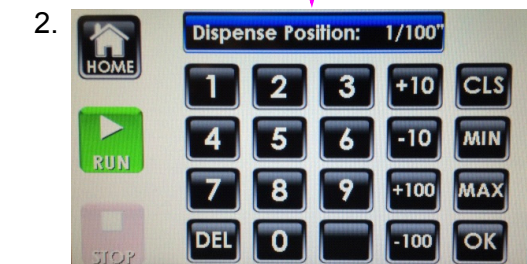 2.
Dispense Position: 1/100"
HOME
1 2 3 +10 CLS
4 5 6 -10 MIN
RUN
7 8 9 +100 MAX
DEL 0 -100 OK
STOP